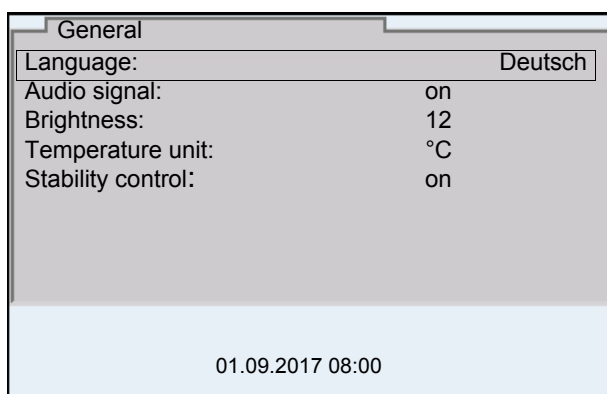 General
Language: Deutsch
Audio signal: on
Brightness: 12
Temperature unit: °C
Stability control: on
01.09.2017 08:00